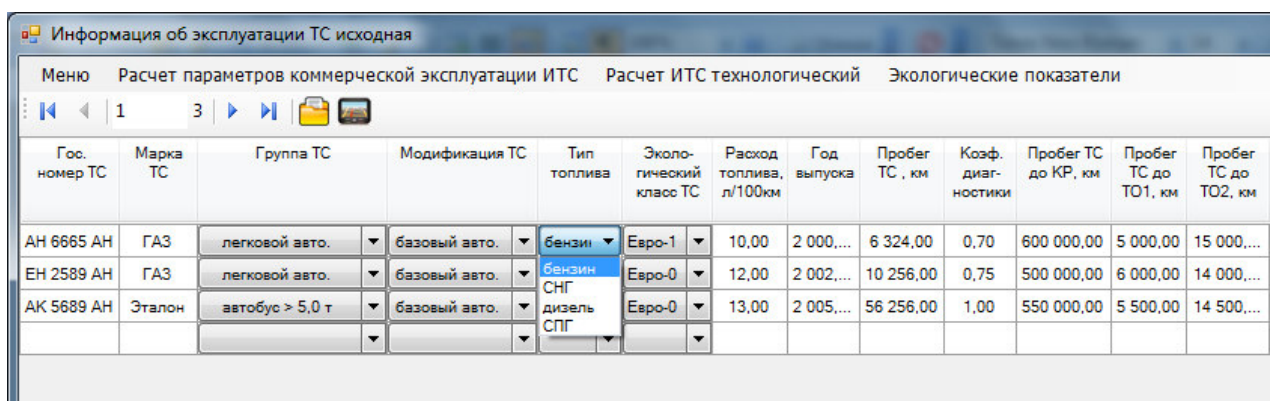 Информация об эксплуатации ТС исходная
Меню Расчет параметров коммерческой эксплуатации ИТС Расчет ИТС технологический Экологические показатели
1 3
Гос. номер ТС Марка ТС Группа ТС Модификация ТС Тип топлива Эколо-гический класс ТС Расход топлива, л/100км Год выпуска Пробег ТС , км Коэф. диаг-ностики Пробег ТС до КР, км Пробег ТС до ТО1, км Пробег ТС до ТО2, км
АН 6665 АН ГАЗ легковой авто. базовый авто. бензин Евро-1 10,00 2 000,... 6 324,00 0,70 600 000,00 5 000,00 15 000,...
ЕН 2589 АН ГАЗ легковой авто. базовый авто. бензин Евро-0 12,00 2 002,... 10 256,00 0,75 500 000,00 6 000,00 14 000,...
СНГ
АК 5689 АН Эталон автобус > 5,0 т базовый авто. дизель Евро-0 13,00 2 005,... 56 256,00 1,00 550 000,00 5 500,00 14 500,...
СПГ